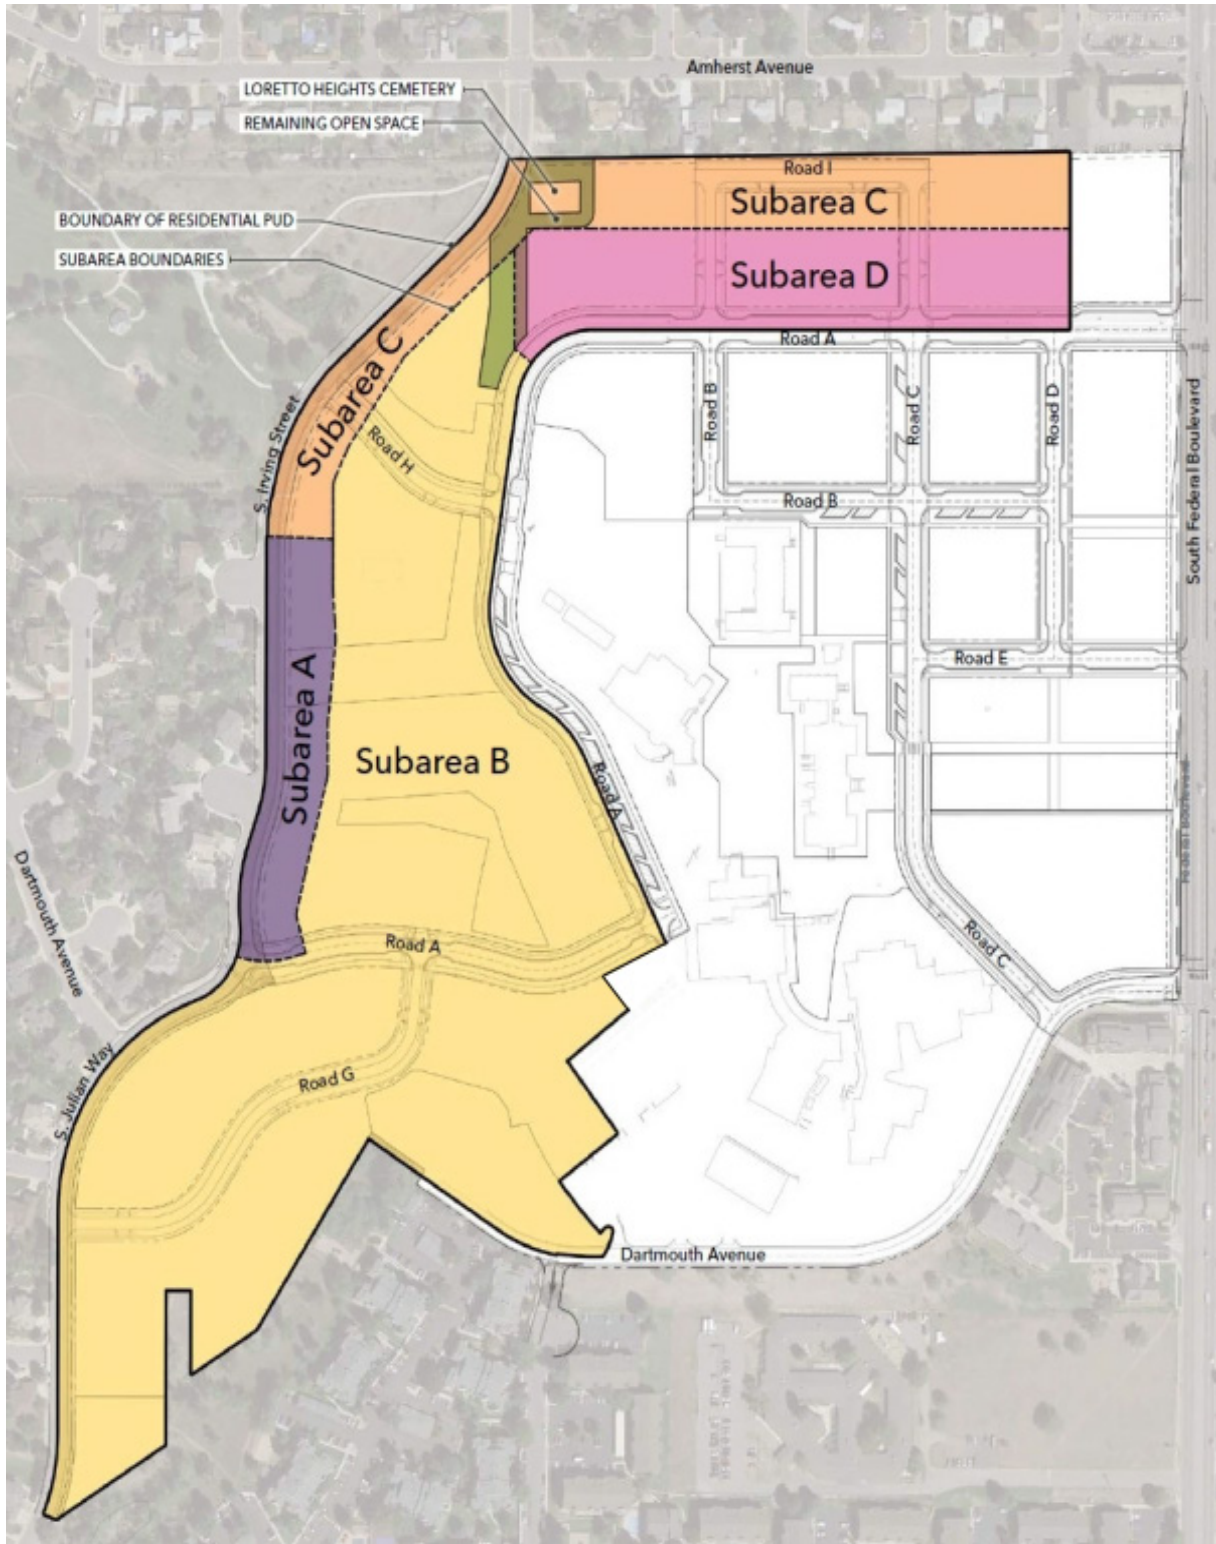 Amherst Avenue
LORETTO HEIGHTS CEMETERY
REMAINING OPEN SPACE
Road I
Subarea C
BOUNDARY OF RESIDENTIAL PUD
SUBAREA BOUNDARIES
Subarea D
Road A
Subarea C
Road B
Road C
Road D
South Federal Boulevard
S. Irving Street
Road H
Road B
Road E
Subarea A
Subarea B
Road A
Federal Boulevard
Dartmouth Avenue
Road A
Road C
S. Julian Way
Road G
Dartmouth Avenue